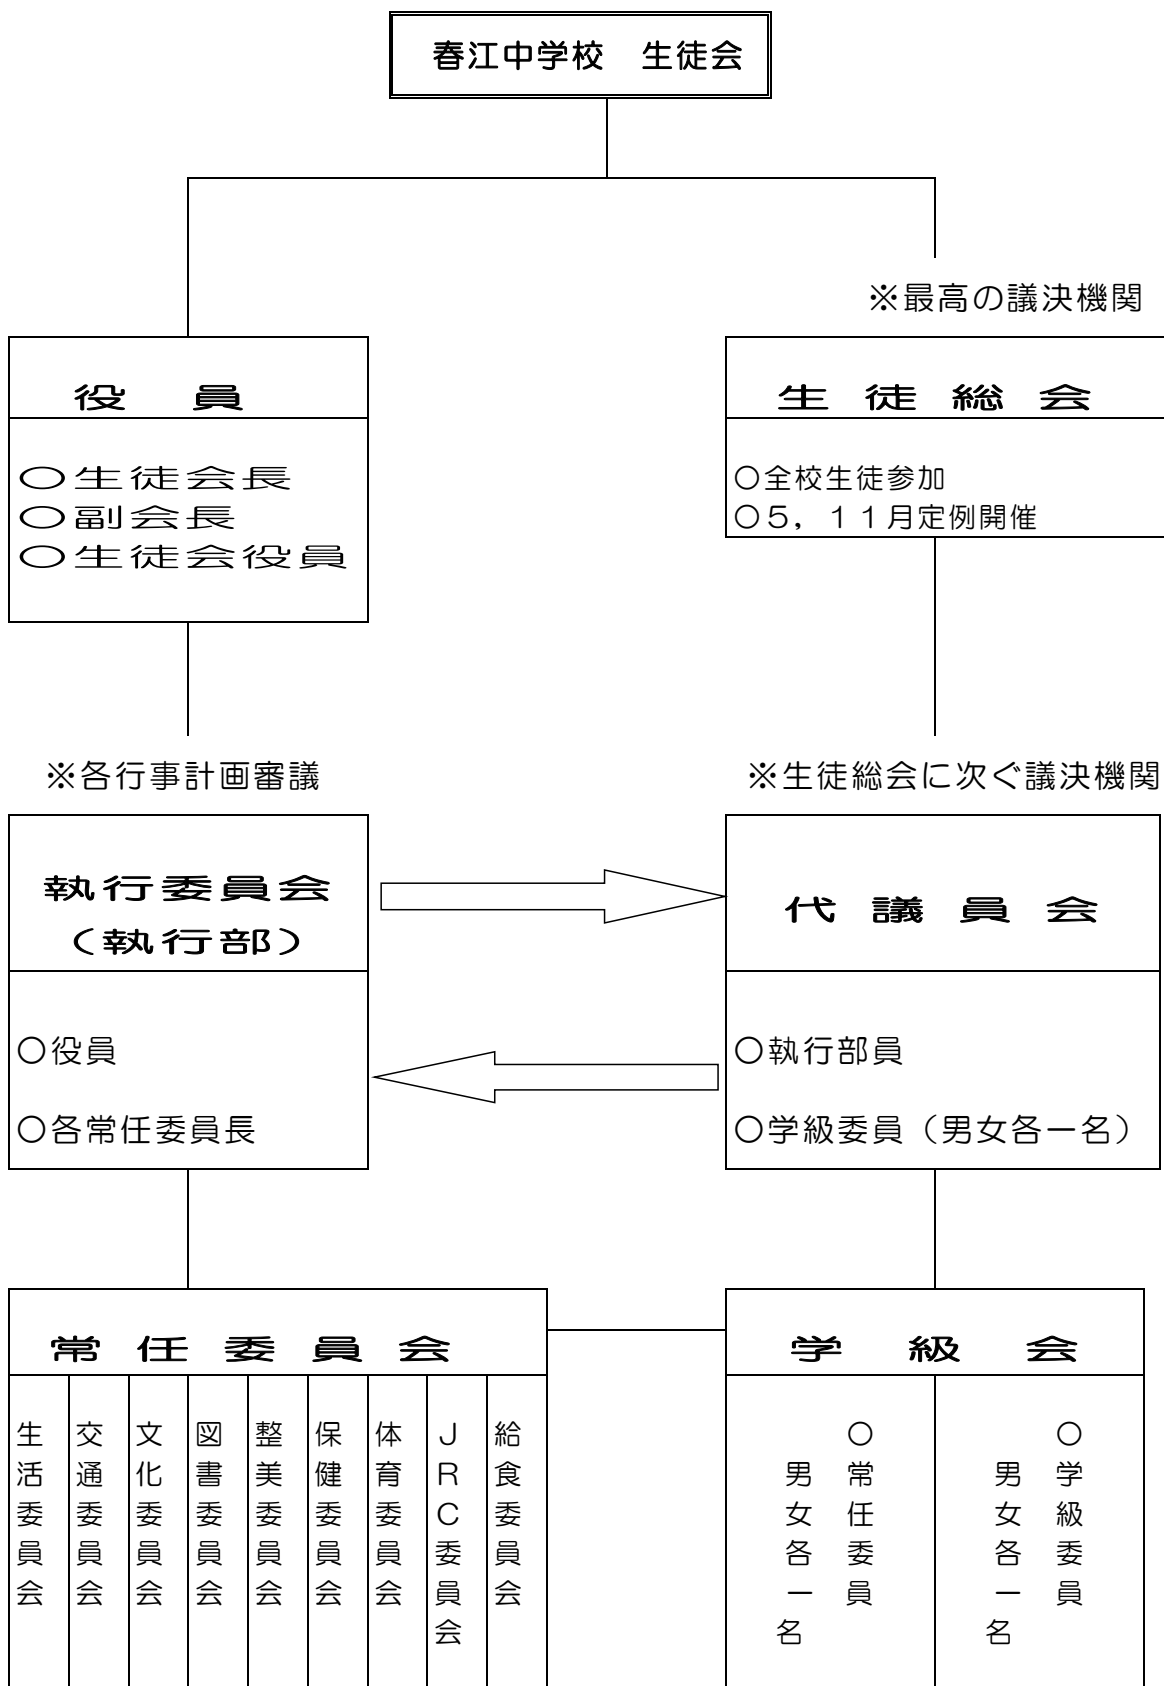 春江中学校　生徒会
※最高の議決機関
役　員
○生徒会長
○副会長
○生徒会役員
生徒総会
○全校生徒参加
○５，１１月定例開催
※各行事計画審議
※生徒総会に次ぐ議決機関
執行委員会
（執行部）
○役員
○各常任委員長
代議員会
○執行部員
○学級委員（男女各一名）
常任委員会
生活委員会
交通委員会
文化委員会
図書委員会
整美委員会
保健委員会
体育委員会
ＪＲＣ委員会
給食委員会
学級会
○学級委員
男女各一名
○常任委員
男女各一名